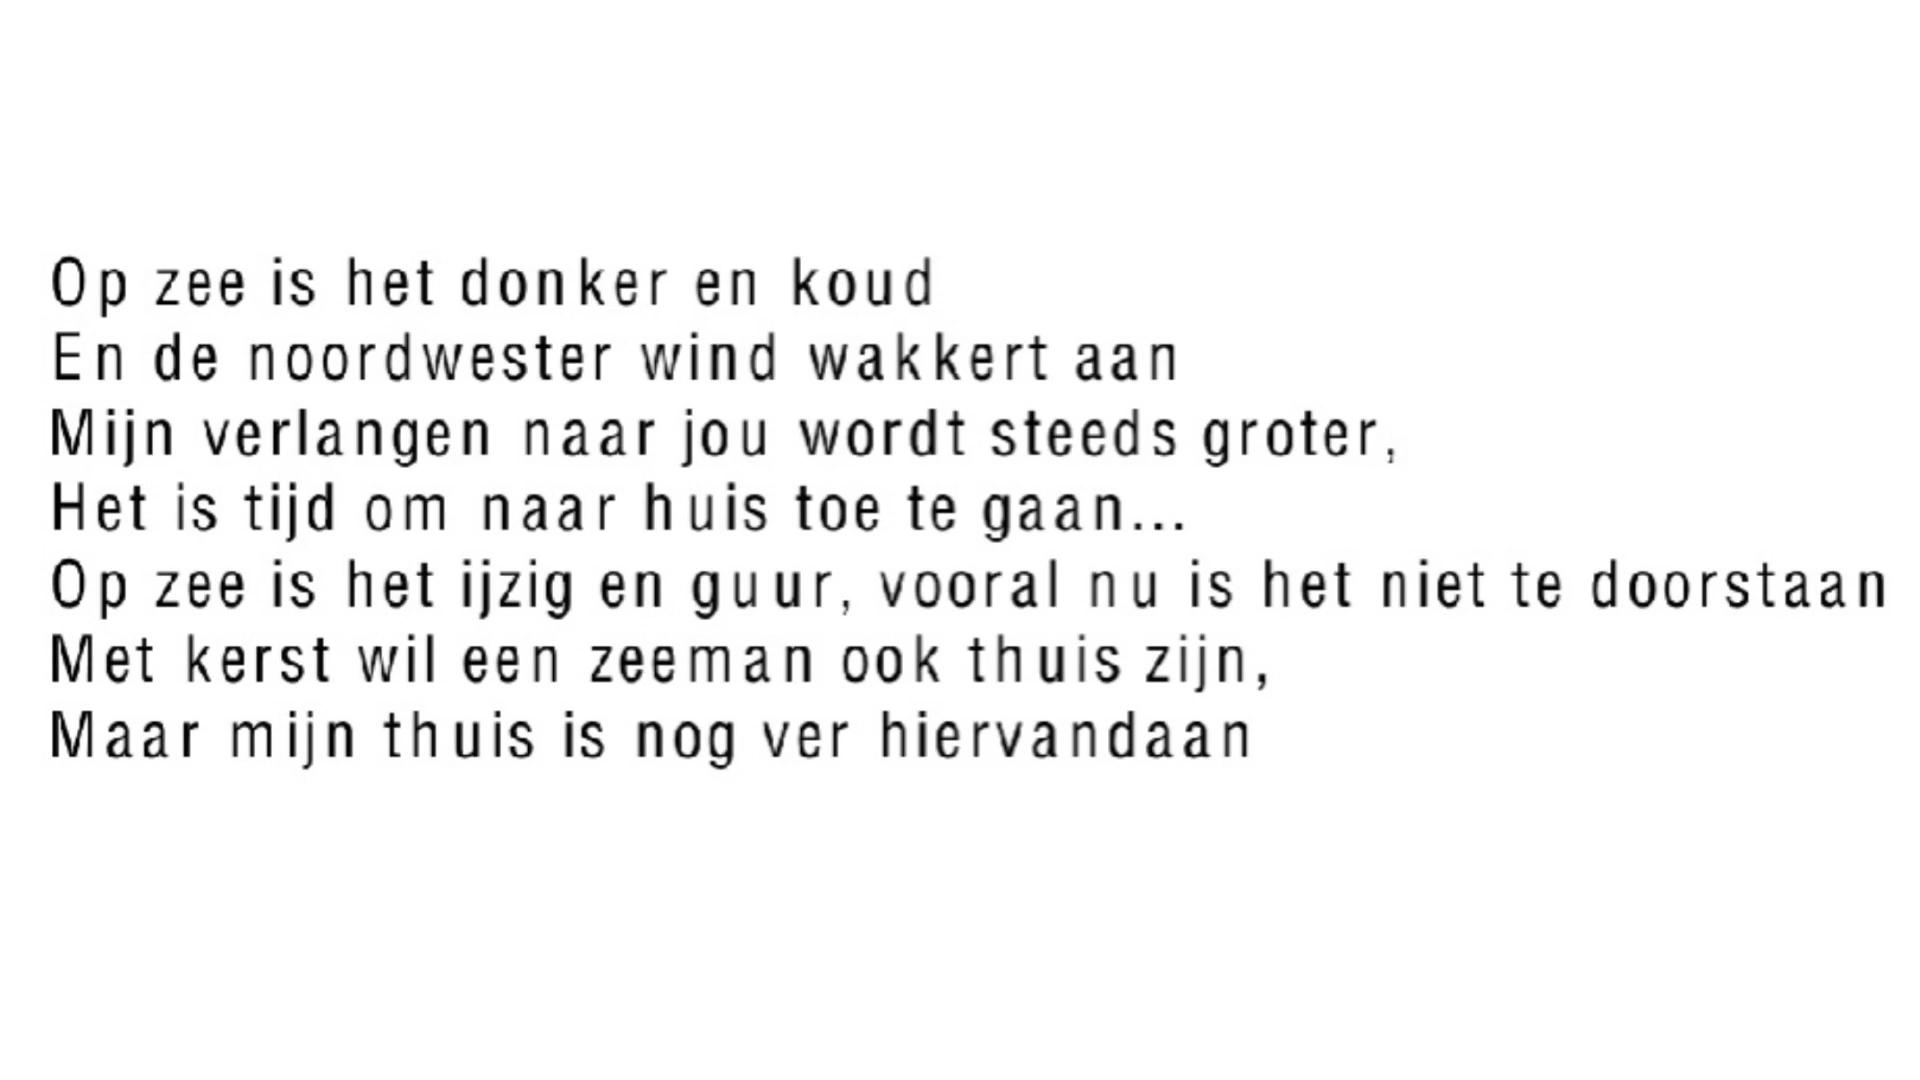 Op zee is het donker en koud
En de noordwester wind wakkert aan
Mijn verlangen naar jou wordt steeds groter,
Het is tijd om naar huis toe te gaan...
Op zee is het ijzig en guur, vooral nu is het niet te doorstaan
Met kerst wil een zeeman ook thuis zijn,
Maar mijn thuis is nog ver hiervandaan